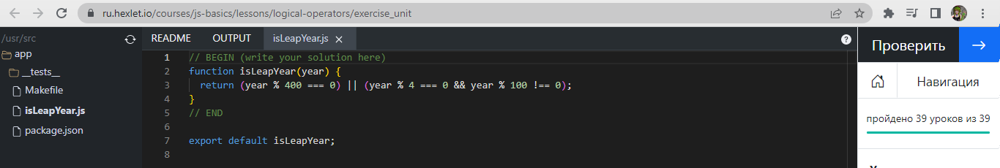 ru.hexlet.io/courses/js-basics/lessons/logical-operators/exercise_unit
/usr/src
app
__tests__
Makefile
isLeapYear.js
package.json
README OUTPUT isLeapYear.js ×
1 // BEGIN (write your solution here)
2 function isLeapYear(year) {
3 return (year % 400 === 0) || (year % 4 === 0 && year % 100 !== 0);
4 }
5 // END
6
7 export default isLeapYear;
8
?
Проверить →
Навигация
пройдено 39 уроков из 39